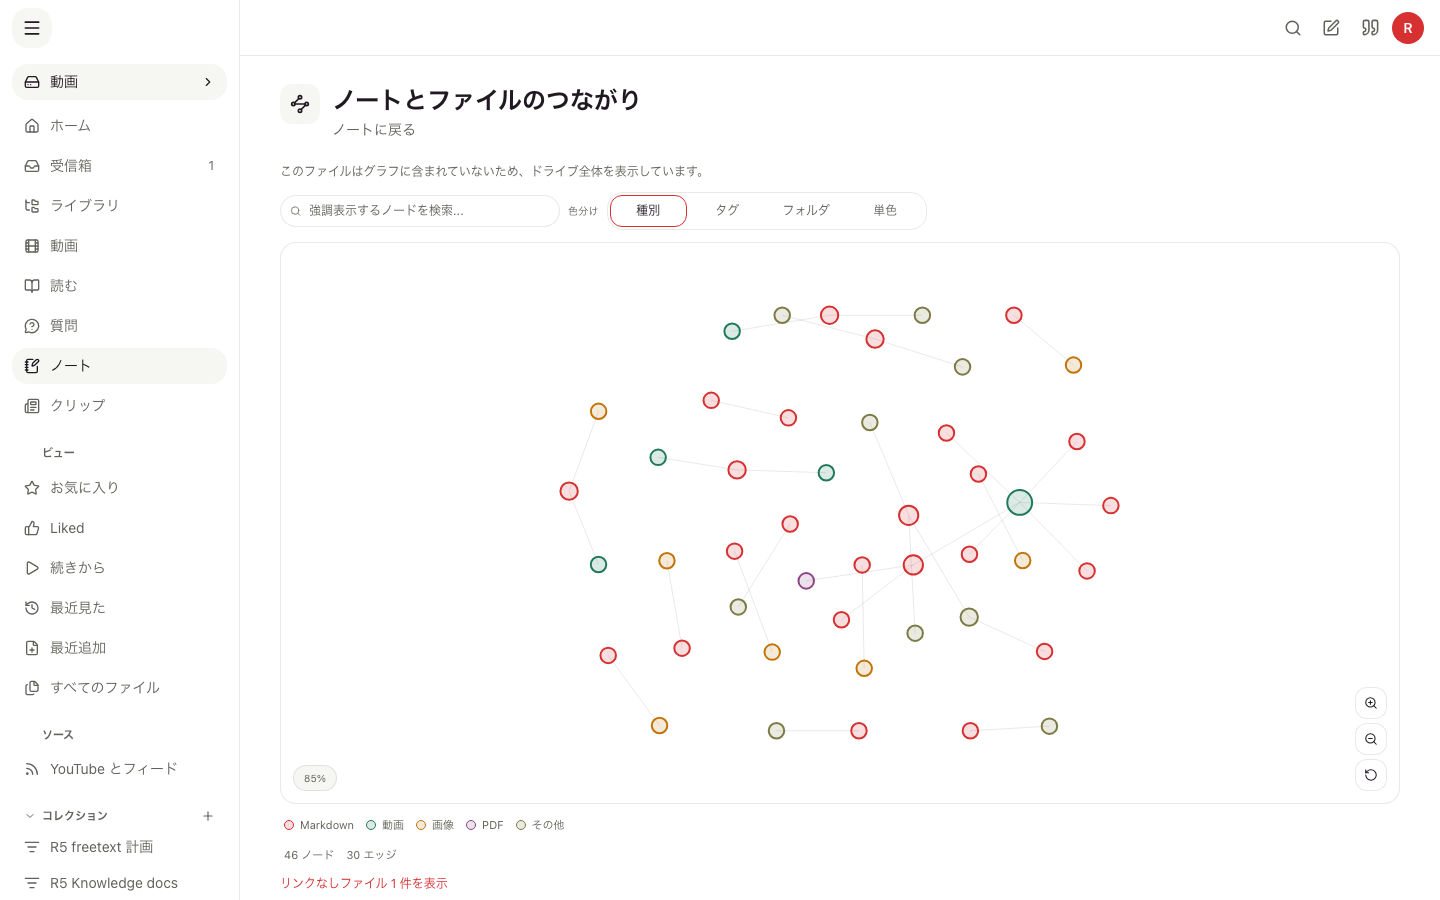 動画
ホーム
受信箱 1
ライブラリ
動画
読む
質問
ノート
クリップ
ビュー
お気に入り
Liked
続きから
最近見た
最近追加
すべてのファイル
ソース
YouTube とフィード
コレクション
R5 freetext 計画
R5 Knowledge docs
R
ノートとファイルのつながり
ノートに戻る
このファイルはグラフに含まれていないため、ドライブ全体を表示しています。
強調表示するノードを検索... 色分け 種別 タグ フォルダ 単色
85%
Markdown 動画 画像 PDF その他
46 ノード 30 エッジ
リンクなしファイル 1 件を表示